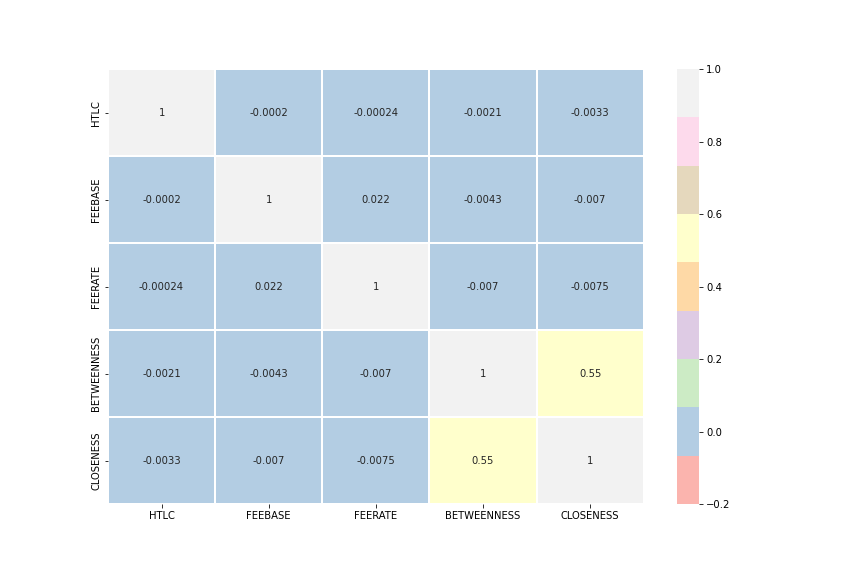 HTLC 1 -0.0002 -0.00024 -0.0021 -0.0033
FEEBASE -0.0002 1 0.022 -0.0043 -0.007
FEERATE -0.00024 0.022 1 -0.007 -0.0075
BETWEENNESS -0.0021 -0.0043 -0.007 1 0.55
CLOSENESS -0.0033 -0.007 -0.0075 0.55 1
HTLC FEEBASE FEERATE BETWEENNESS CLOSENESS
1.0
0.8
0.6
0.4
0.2
0.0
−0.2